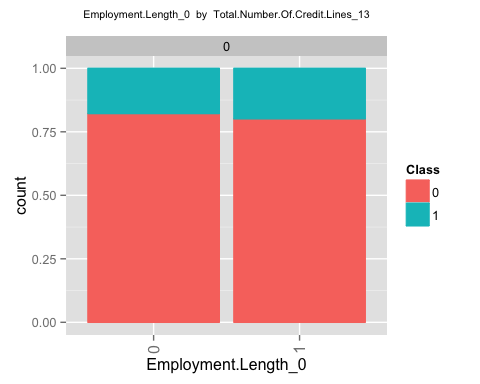 Employment.Length_0 by Total.Number.Of.Credit.Lines_13
0
1.00
0.75
0.50
0.25
0.00
count
0
1
Employment.Length_0
Class
0
1